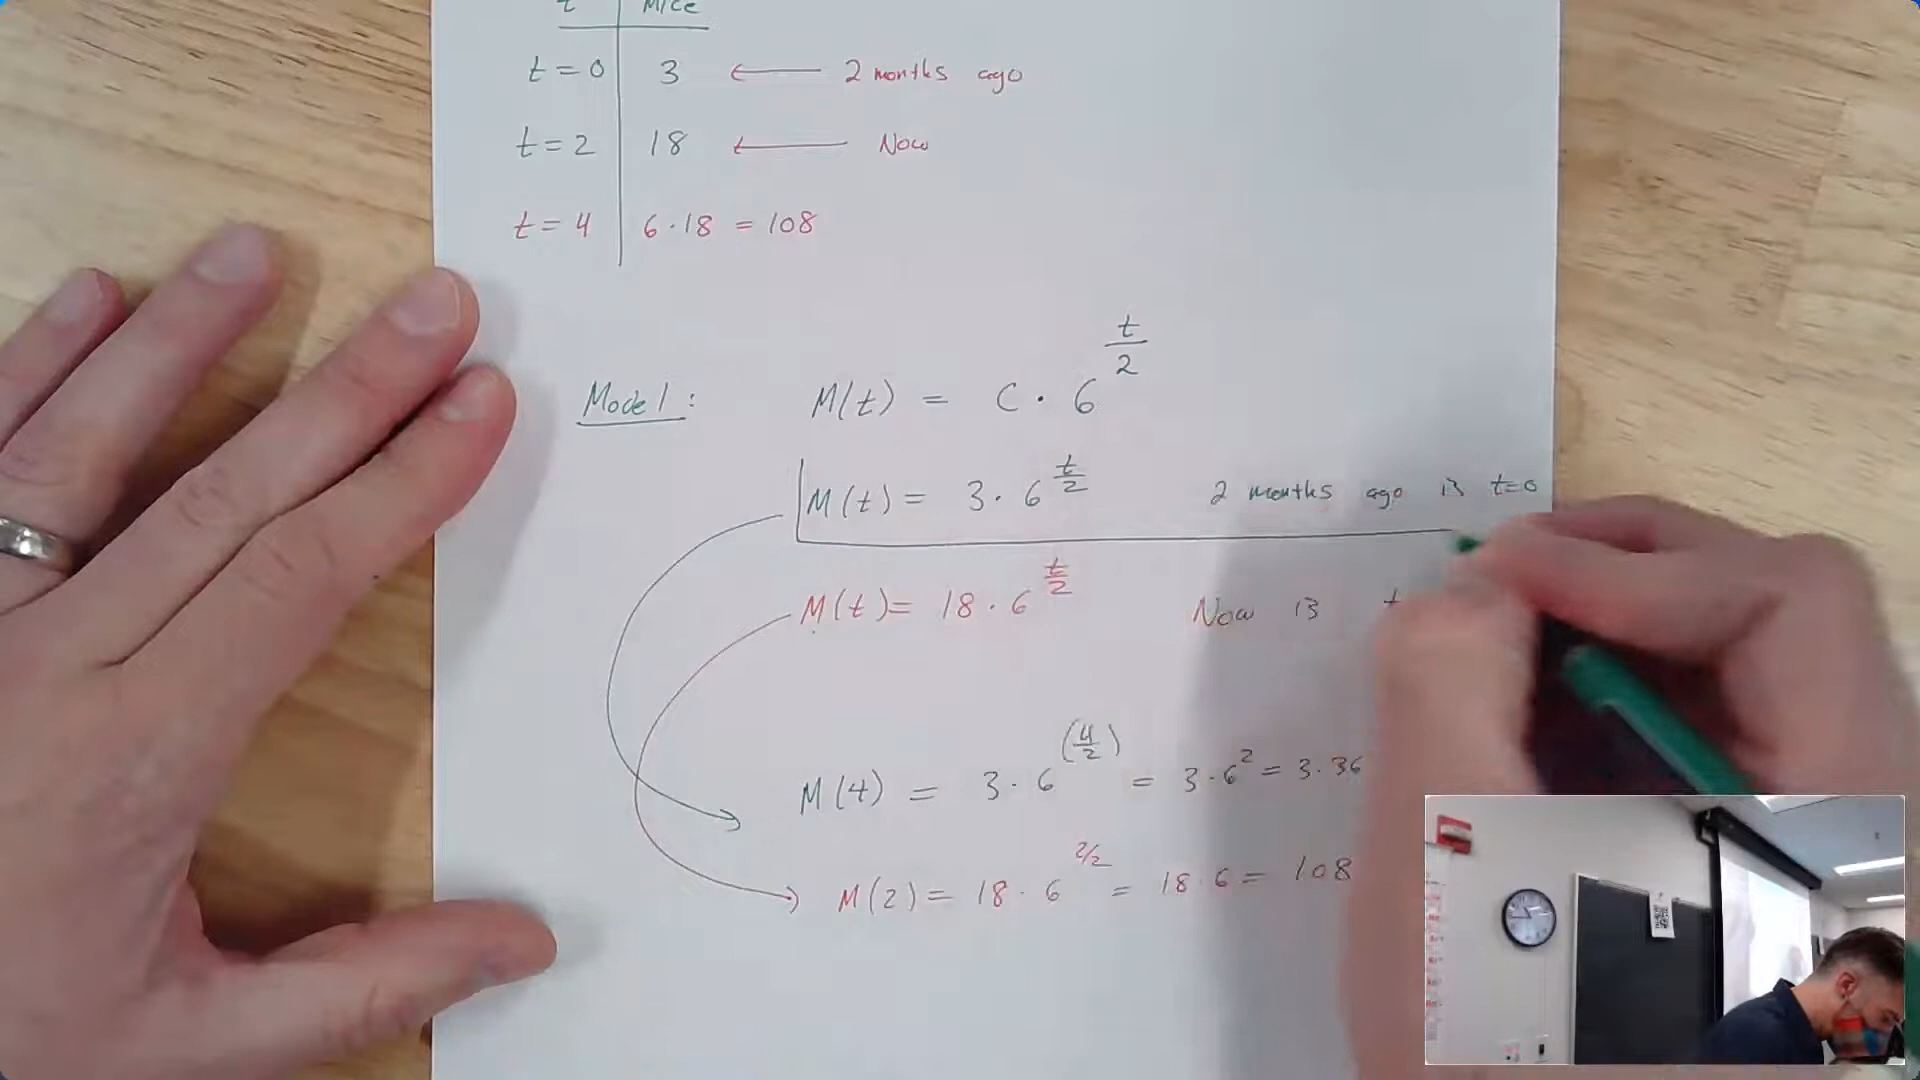 t Mice
t = 0 3 ← 2 months ago
t = 2 18 ← Now
t = 4 6 · 18 = 108
Model: M(t) = C · 6^(t/2)
M(t) = 3 · 6^(t/2) 2 months ago is t=0
M(t) = 18 · 6^(t/2) Now is t
M(4) = 3 · 6^(4/2) = 3 · 6^2 = 3 · 36
M(2) = 18 · 6^(2/2) = 18 · 6 = 108